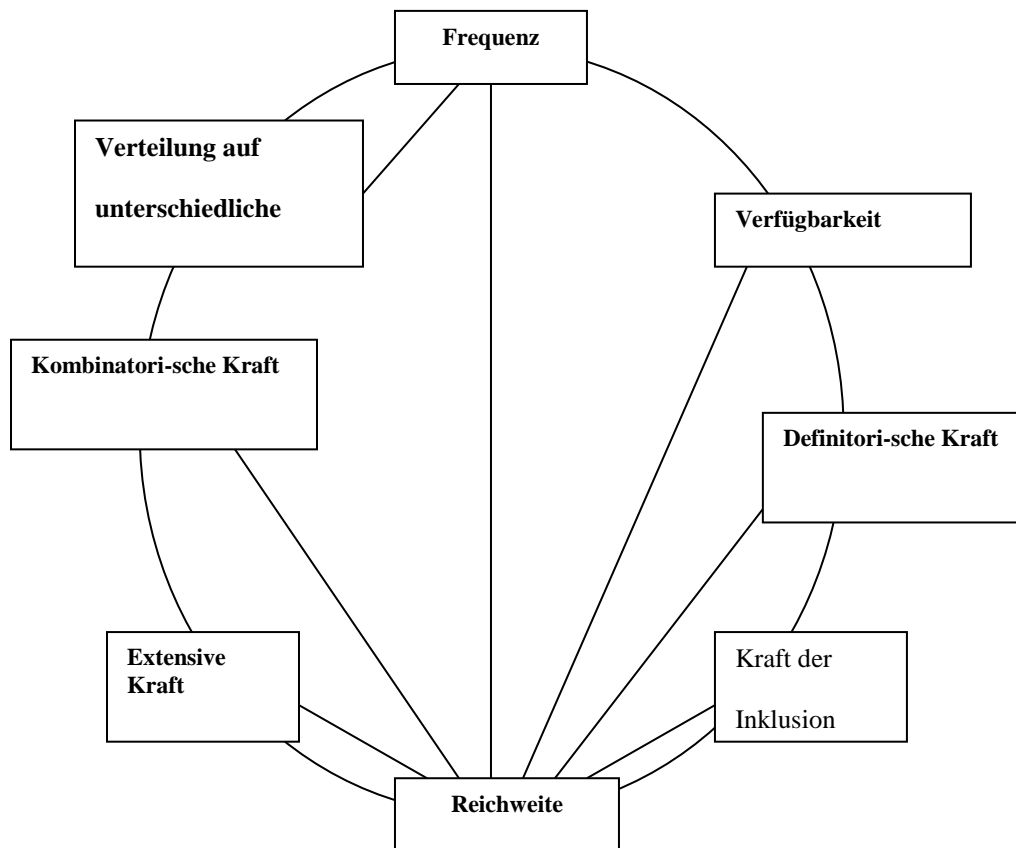 Frequenz
Verteilung auf
unterschiedliche
Verfügbarkeit
Kombinatori-sche Kraft
Definitori-sche Kraft
Extensive
Kraft
Kraft der
Inklusion
Reichweite